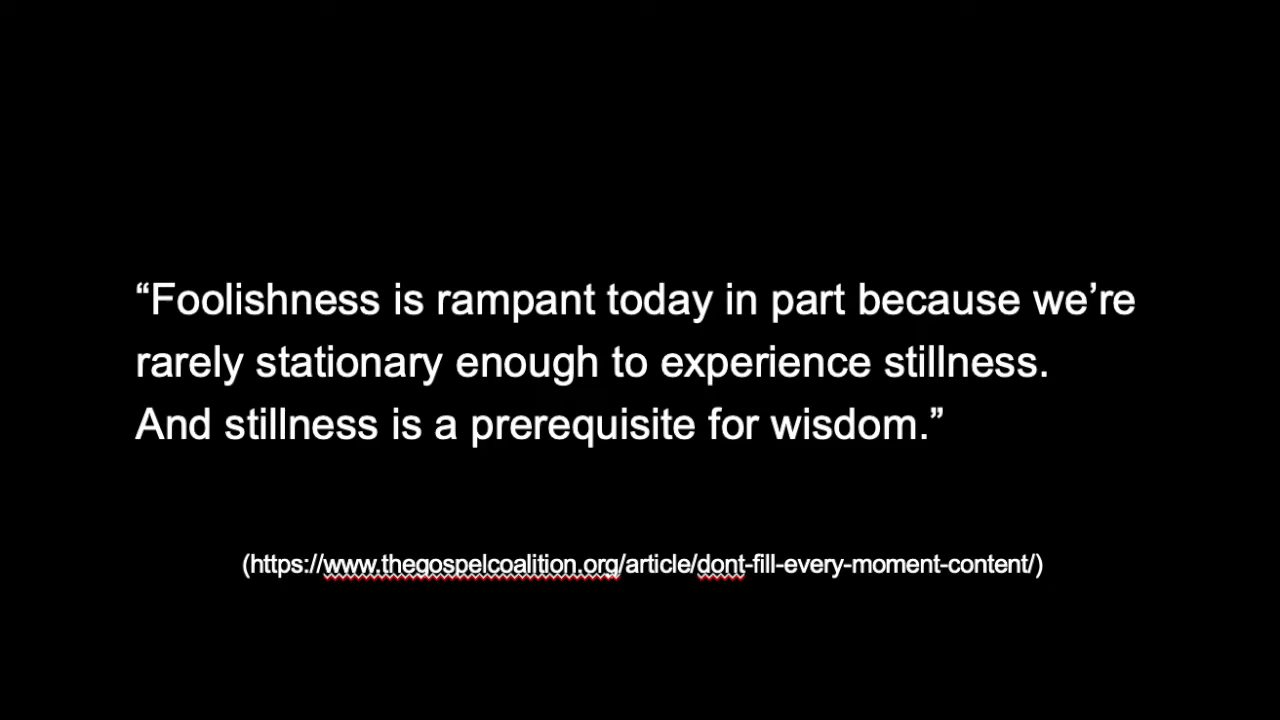 “Foolishness is rampant today in part because we’re
rarely stationary enough to experience stillness.
And stillness is a prerequisite for wisdom.”
(https://www.thegospelcoalition.org/article/dont-fill-every-moment-content/)